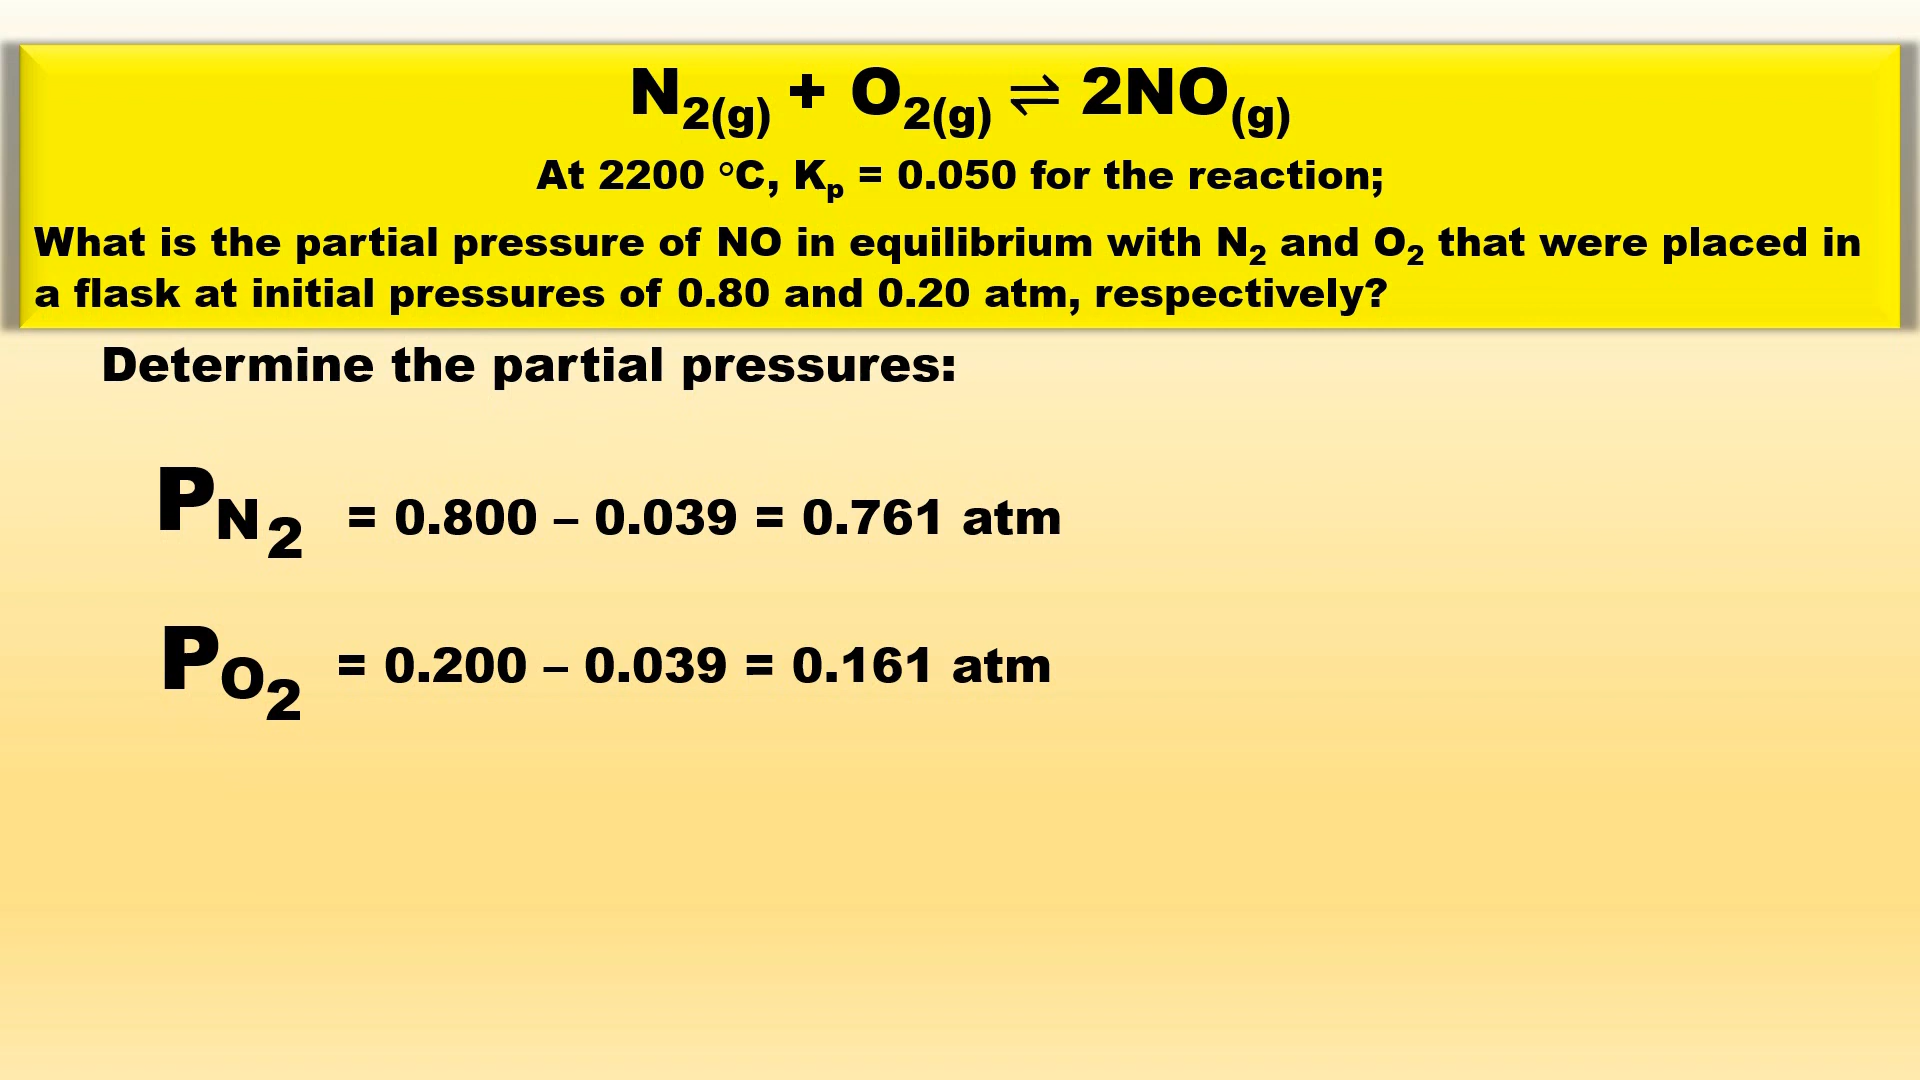 N2(g) + O2(g) ⇌ 2NO(g)
At 2200 °C, Kp = 0.050 for the reaction;
What is the partial pressure of NO in equilibrium with N2 and O2 that were placed in
a flask at initial pressures of 0.80 and 0.20 atm, respectively?
Determine the partial pressures:
PN2 = 0.800 – 0.039 = 0.761 atm
PO2 = 0.200 – 0.039 = 0.161 atm